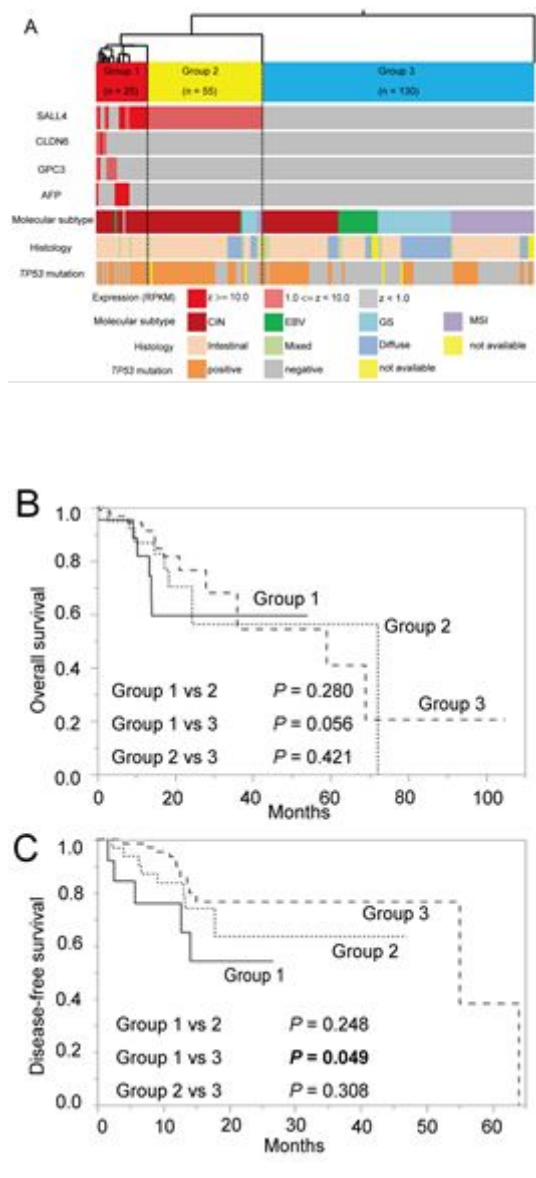 A
Group 1 Group 2 Group 3
(n = 25) (n = 55) (n = 130)
SALL4
CLDN6
GPC3
AFP
Molecular subtype
Histology
TP53 mutation
Expression (RPKM) z >= 10.0 1.0 <= z < 10.0 z < 1.0
Molecular subtype CIN EBV GS MSI
Histology Intestinal Mixed Diffuse not available
TP53 mutation positive negative not available
B
Overall survival
1.0
0.8
0.6
0.4
0.2
0.0
Group 1
Group 2
Group 3
Group 1 vs 2 P = 0.280
Group 1 vs 3 P = 0.056
Group 2 vs 3 P = 0.421
0 20 40 60 80 100
Months
C
Disease-free survival
1.0
0.8
0.6
0.4
0.2
0.0
Group 3
Group 2
Group 1
Group 1 vs 2 P = 0.248
Group 1 vs 3 P = 0.049
Group 2 vs 3 P = 0.308
0 10 20 30 40 50 60
Months